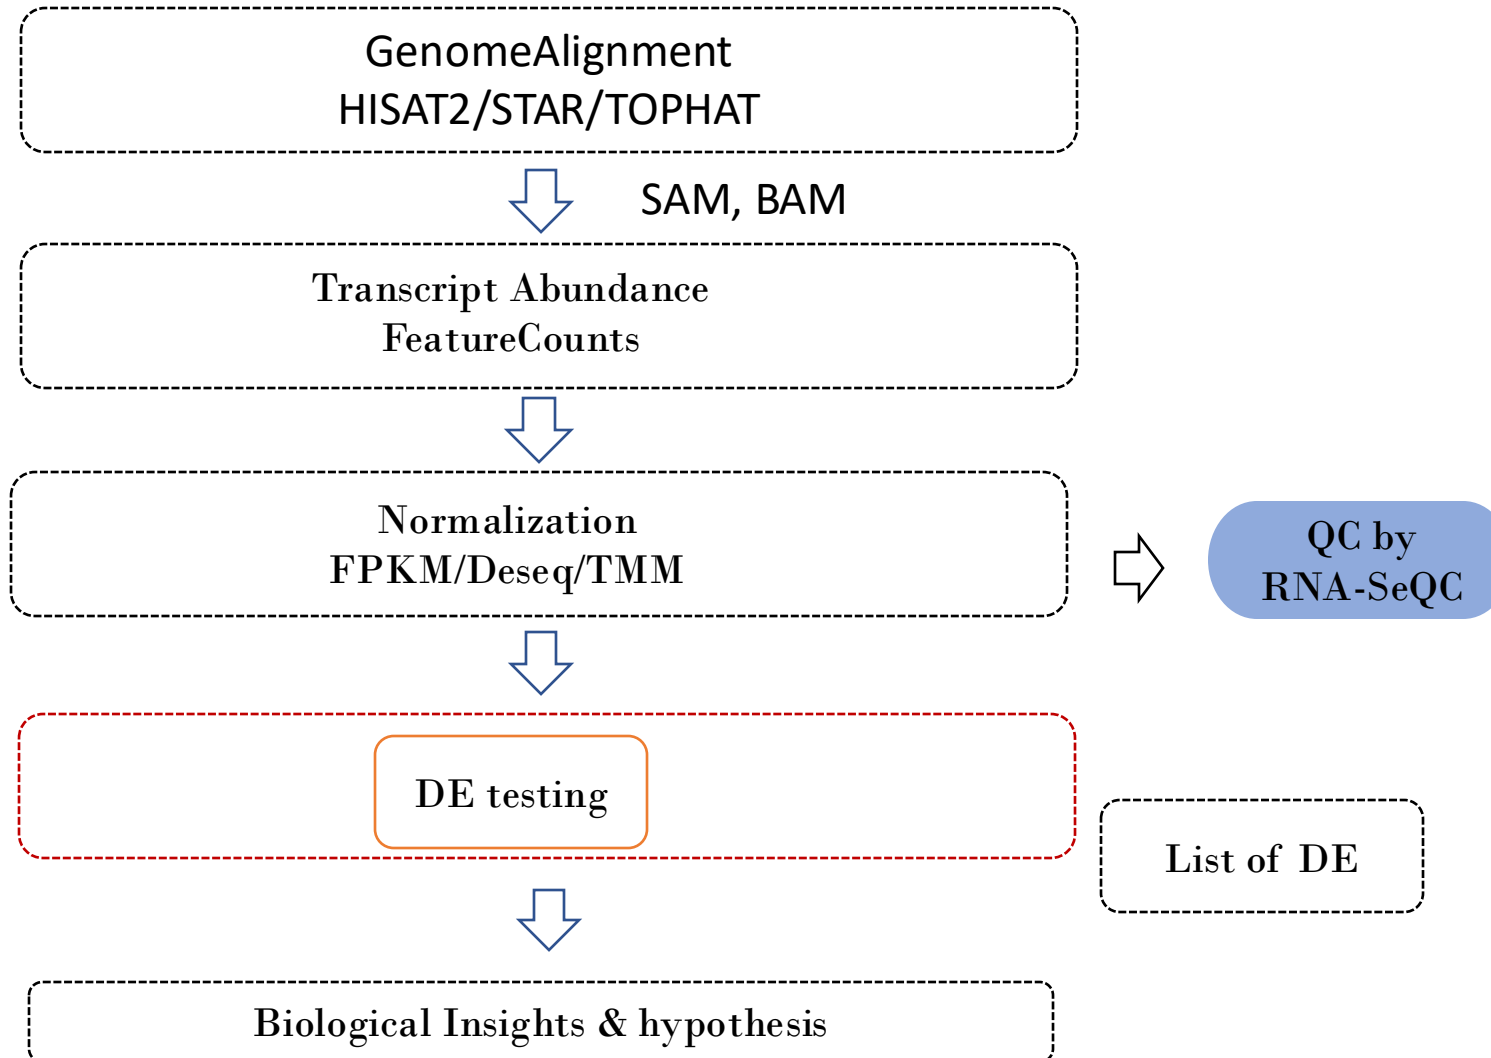 GenomeAlignment
HISAT2/STAR/TOPHAT
SAM, BAM
Transcript Abundance
FeatureCounts
Normalization
FPKM/Deseq/TMM
QC by
RNA-SeQC
DE testing
List of DE
Biological Insights & hypothesis